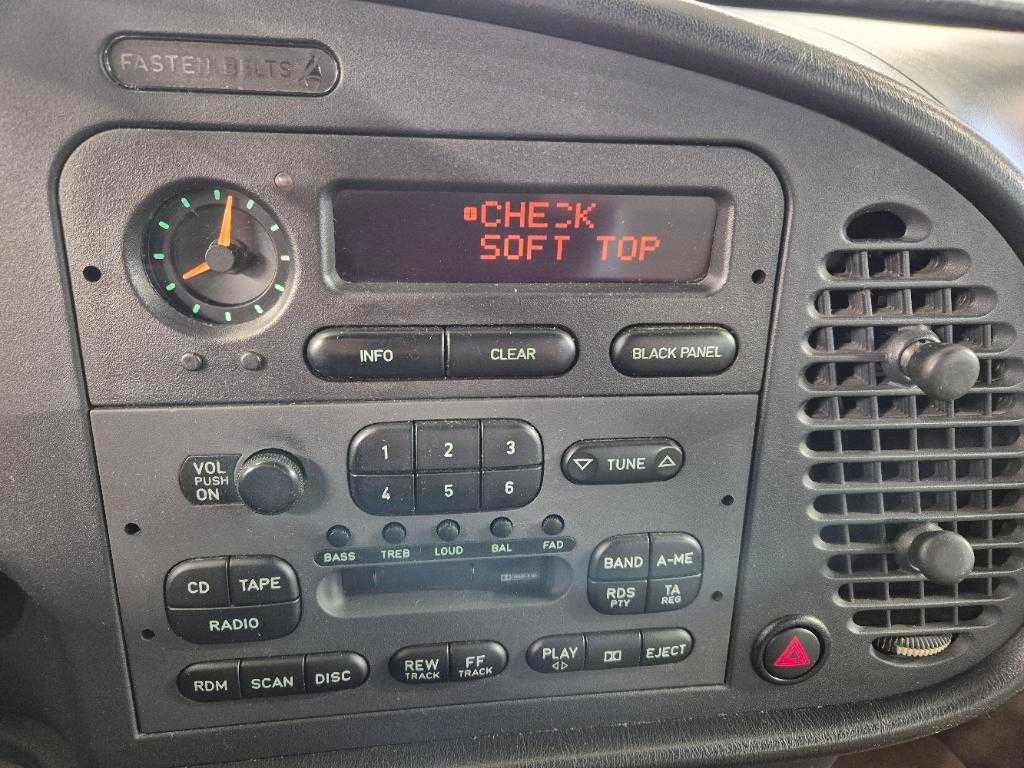 FASTEN BELTS
CHECK
SOFT TOP
INFO
CLEAR
BLACK PANEL
VOL
PUSH
ON
1
2
3
4
5
6
TUNE
BASS
TREB
LOUD
BAL
FAD
CD
TAPE
RADIO
BAND
A-ME
RDS
PTY
TA
REG
RDM
SCAN
DISC
REW
TRACK
FF
TRACK
PLAY
EJECT